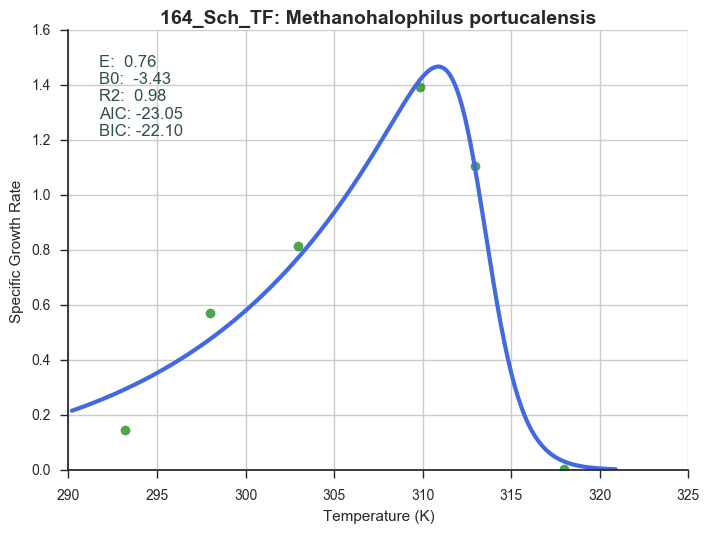 164_Sch_TF: Methanohalophilus portucalensis
1.6
1.4
1.2
1.0
0.8
0.6
0.4
0.2
0.0
Specific Growth Rate
E: 0.76
B0: -3.43
R2: 0.98
AIC: -23.05
BIC: -22.10
290 295 300 305 310 315 320 325
Temperature (K)